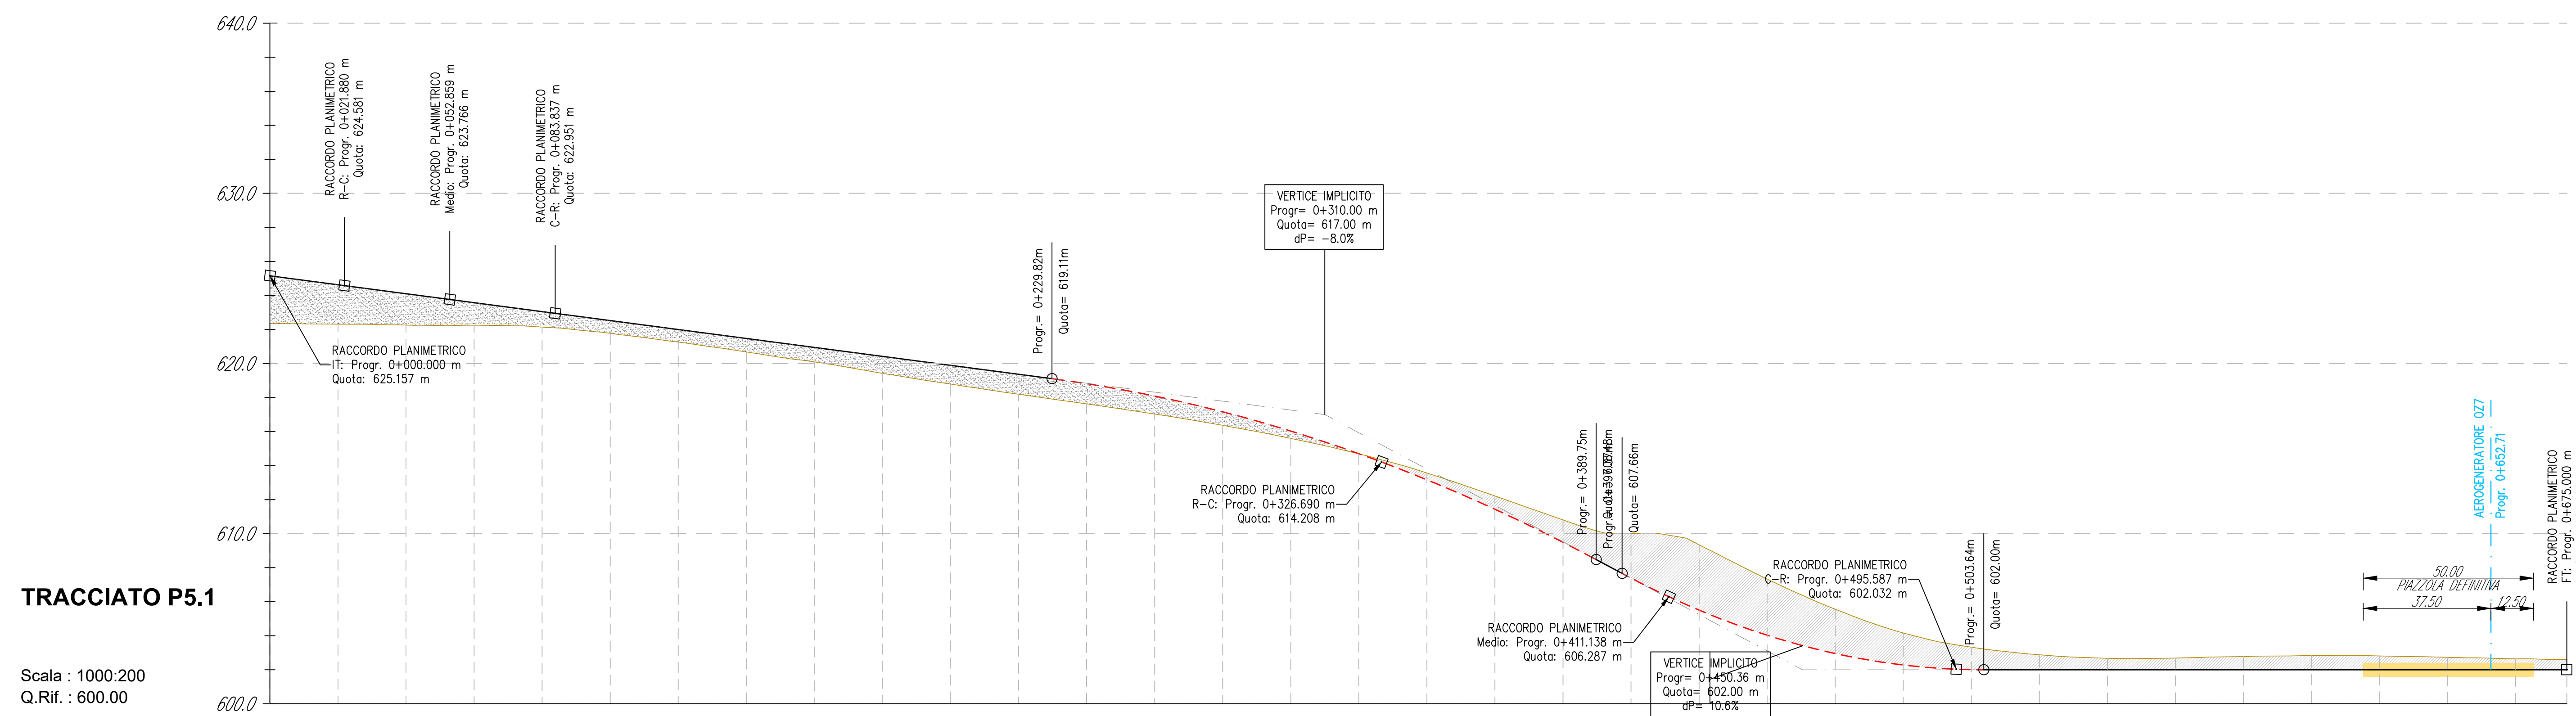 640.0
630.0
620.0
610.0
600.0
TRACCIATO P5.1
Scala : 1000:200
Q.Rif. : 600.00
RACCORDO PLANIMETRICO
IT: Progr. 0+000.000 m
Quota: 625.157 m
RACCORDO PLANIMETRICO
R-C: Progr. 0+021.880 m
Quota: 624.581 m
RACCORDO PLANIMETRICO
Medio: Progr. 0+052.859 m
Quota: 623.766 m
RACCORDO PLANIMETRICO
C-R: Progr. 0+083.837 m
Quota: 622.951 m
Progr.= 0+229.82m
Quota= 619.11m
VERTICE IMPLICITO
Progr= 0+310.00 m
Quota= 617.00 m
dP= -8.0%
RACCORDO PLANIMETRICO
R-C: Progr. 0+326.690 m
Quota: 614.208 m
Progr.= 0+389.75m
Quota= 607.66m
RACCORDO PLANIMETRICO
Medio: Progr. 0+411.138 m
Quota: 606.287 m
VERTICE IMPLICITO
Progr= 0+450.36 m
Quota= 602.00 m
dP= 10.6%
RACCORDO PLANIMETRICO
C-R: Progr. 0+495.587 m
Quota: 602.032 m
Progr.= 0+503.64m
Quota= 602.00m
50.00
PIAZZOLA DEFINITIVA
37.50
12.50
AEROGENERATORE OZ7
Progr. 0+652.71
RACCORDO PLANIMETRICO
FT: Progr. 0+675.000 m